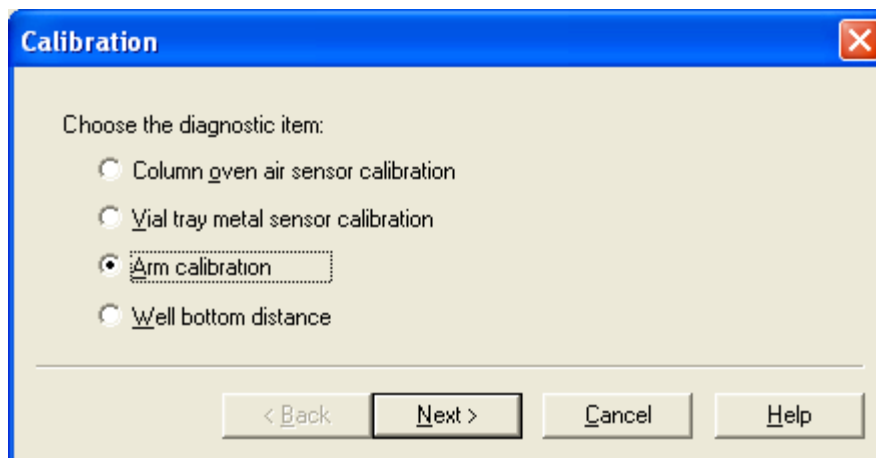 Calibration
Choose the diagnostic item:
Column oven air sensor calibration
Vial tray metal sensor calibration
Arm calibration
Well bottom distance
< Back Next > Cancel Help